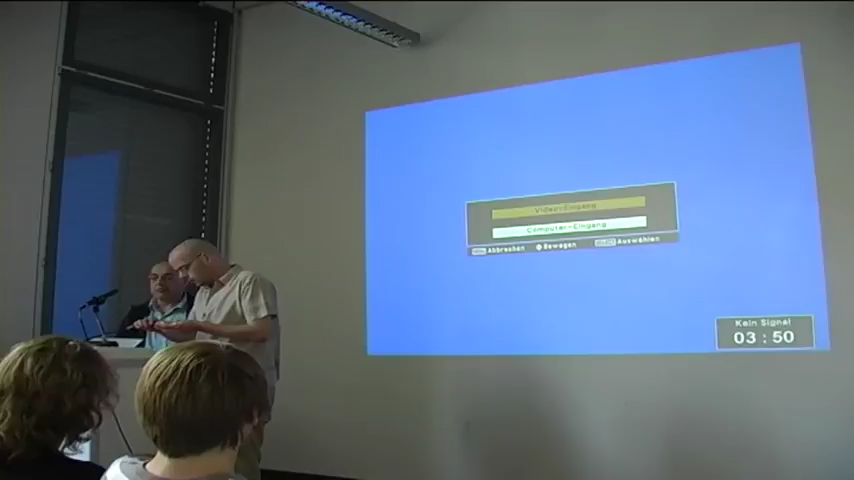 Video-Eingang
Computer-Eingang
Abbrechen Bewegen Auswählen
Kein Signal
03 : 50